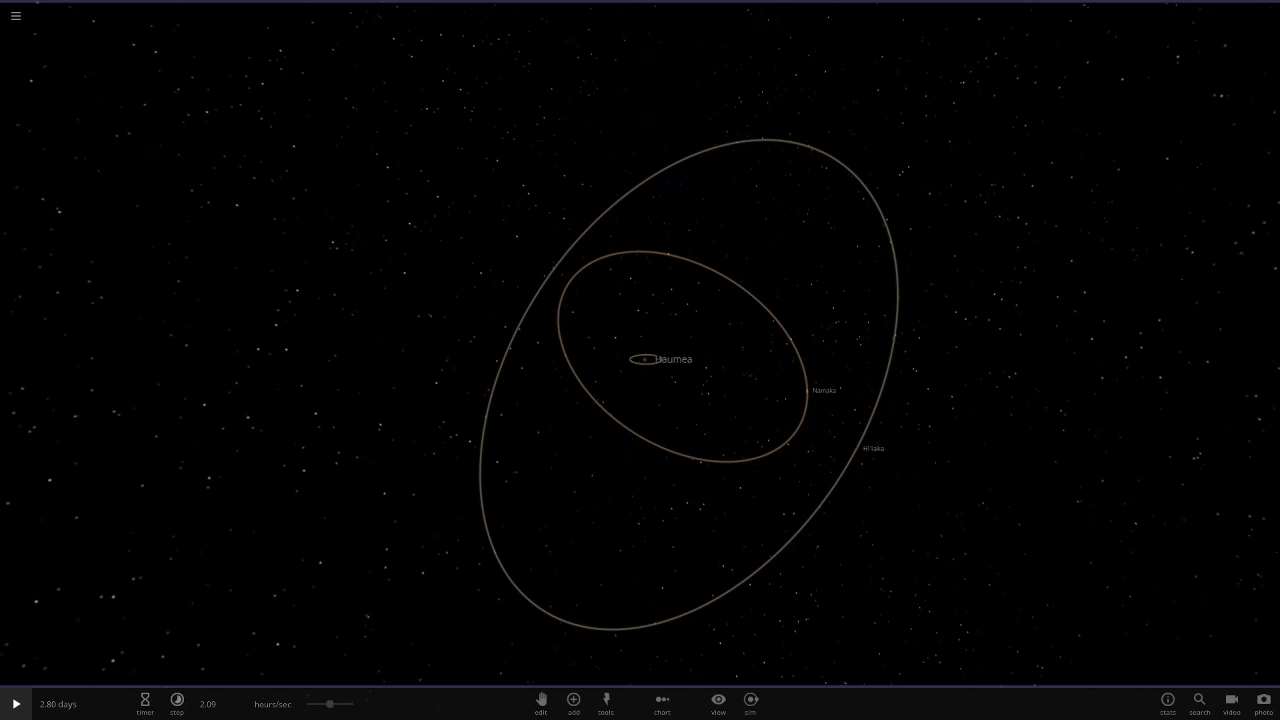 Haumea
Namaka
Hi'iaka
2.80 days
timer
step
2.09
hours/sec
edit
add
tools
chart
view
sim
stats
search
video
photo